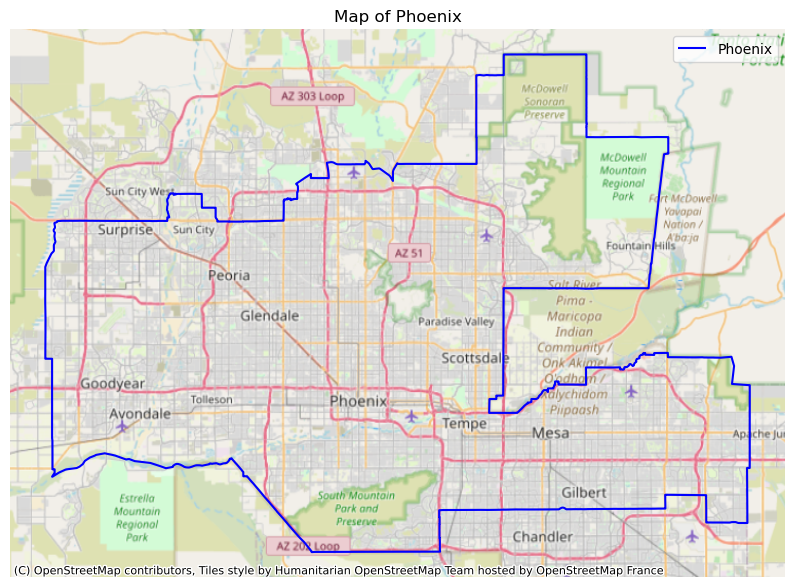 Map of Phoenix
Phoenix
AZ 303 Loop
McDowell
Sonoran
Preserve
McDowell
Mountain
Regional
Park
Sun City West
Fort McDowell
Yavapai
Nation /
A'ba:ja
Surprise
Sun City
Fountain Hills
AZ 51
Peoria
Salt River
Pima -
Maricopa
Indian
Community /
Onk Akimel
O'odham /
Xalychidom
Piipaash
Glendale
Paradise Valley
Scottsdale
Goodyear
Tolleson
Phoenix
Avondale
Tempe
Mesa
Apache Jun
Estrella
Mountain
Regional
Park
South Mountain
Park and
Preserve
Gilbert
Chandler
AZ 202 Loop
(C) OpenStreetMap contributors, Tiles style by Humanitarian OpenStreetMap Team hosted by OpenStreetMap France